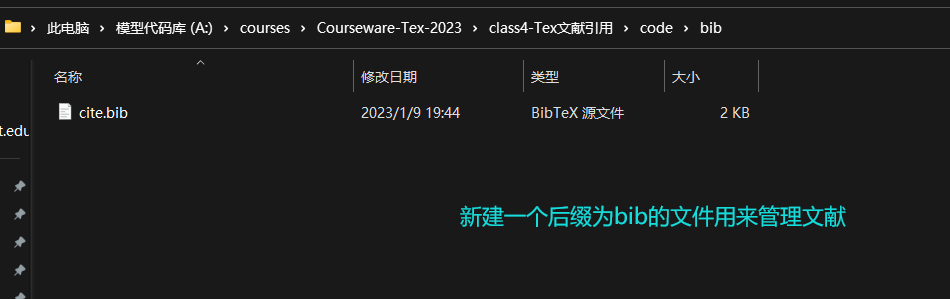 此电脑 › 模型代码库 (A:) › courses › Courseware-Tex-2023 › class4-Tex文献引用 › code › bib
名称 修改日期 类型 大小
cite.bib 2023/1/9 19:44 BibTeX 源文件 2 KB
t.edu
新建一个后缀为bib的文件用来管理文献